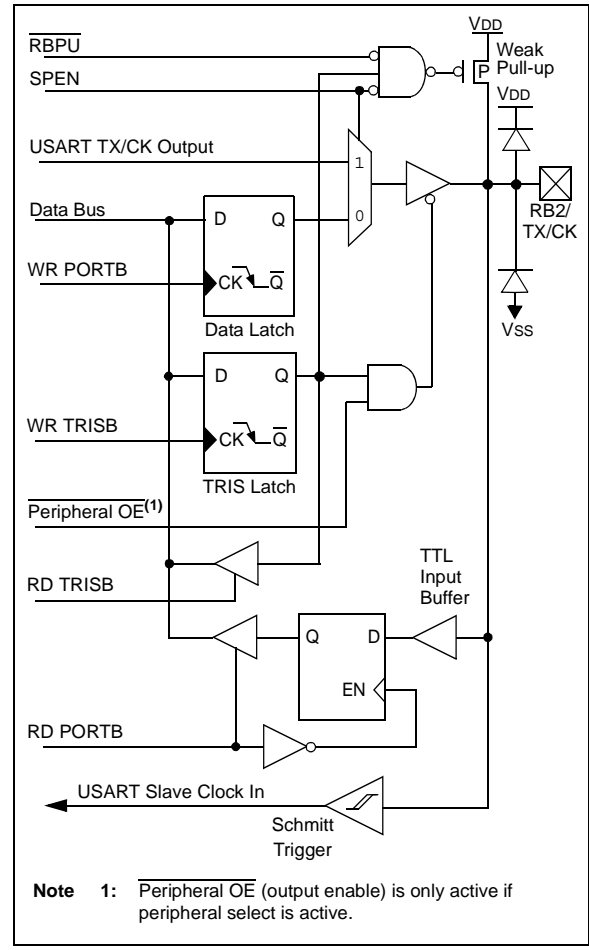 VDD
RBPU
Weak
Pull-up
P
SPEN
VDD
USART TX/CK Output
1
Data Bus
D
Q
0
RB2/
TX/CK
WR PORTB
CK
Q
Data Latch
VSS
D
Q
WR TRISB
CK
Q
TRIS Latch
Peripheral OE(1)
TTL
Input
Buffer
RD TRISB
Q
D
EN
RD PORTB
USART Slave Clock In
Schmitt
Trigger
Note 1: Peripheral OE (output enable) is only active if
peripheral select is active.